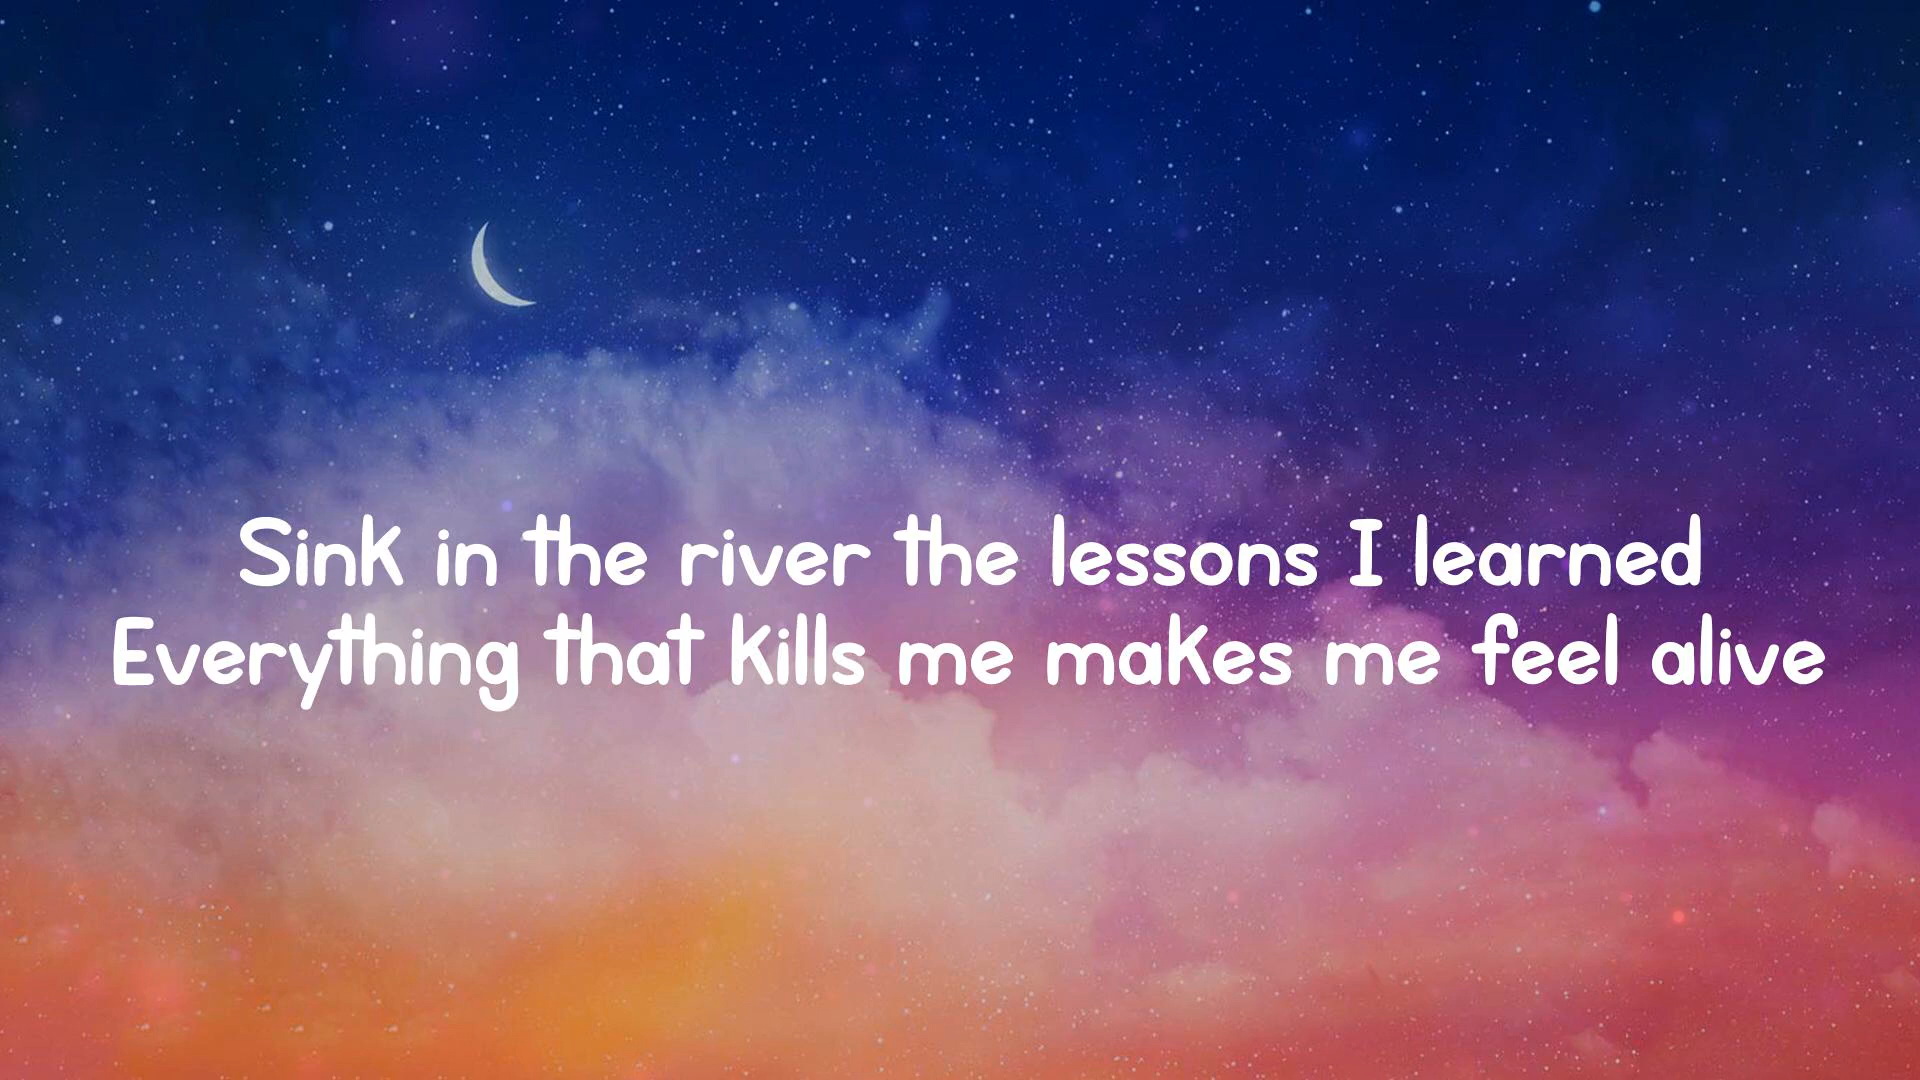 Sink in the river the lessons I learned
Everything that kills me makes me feel alive